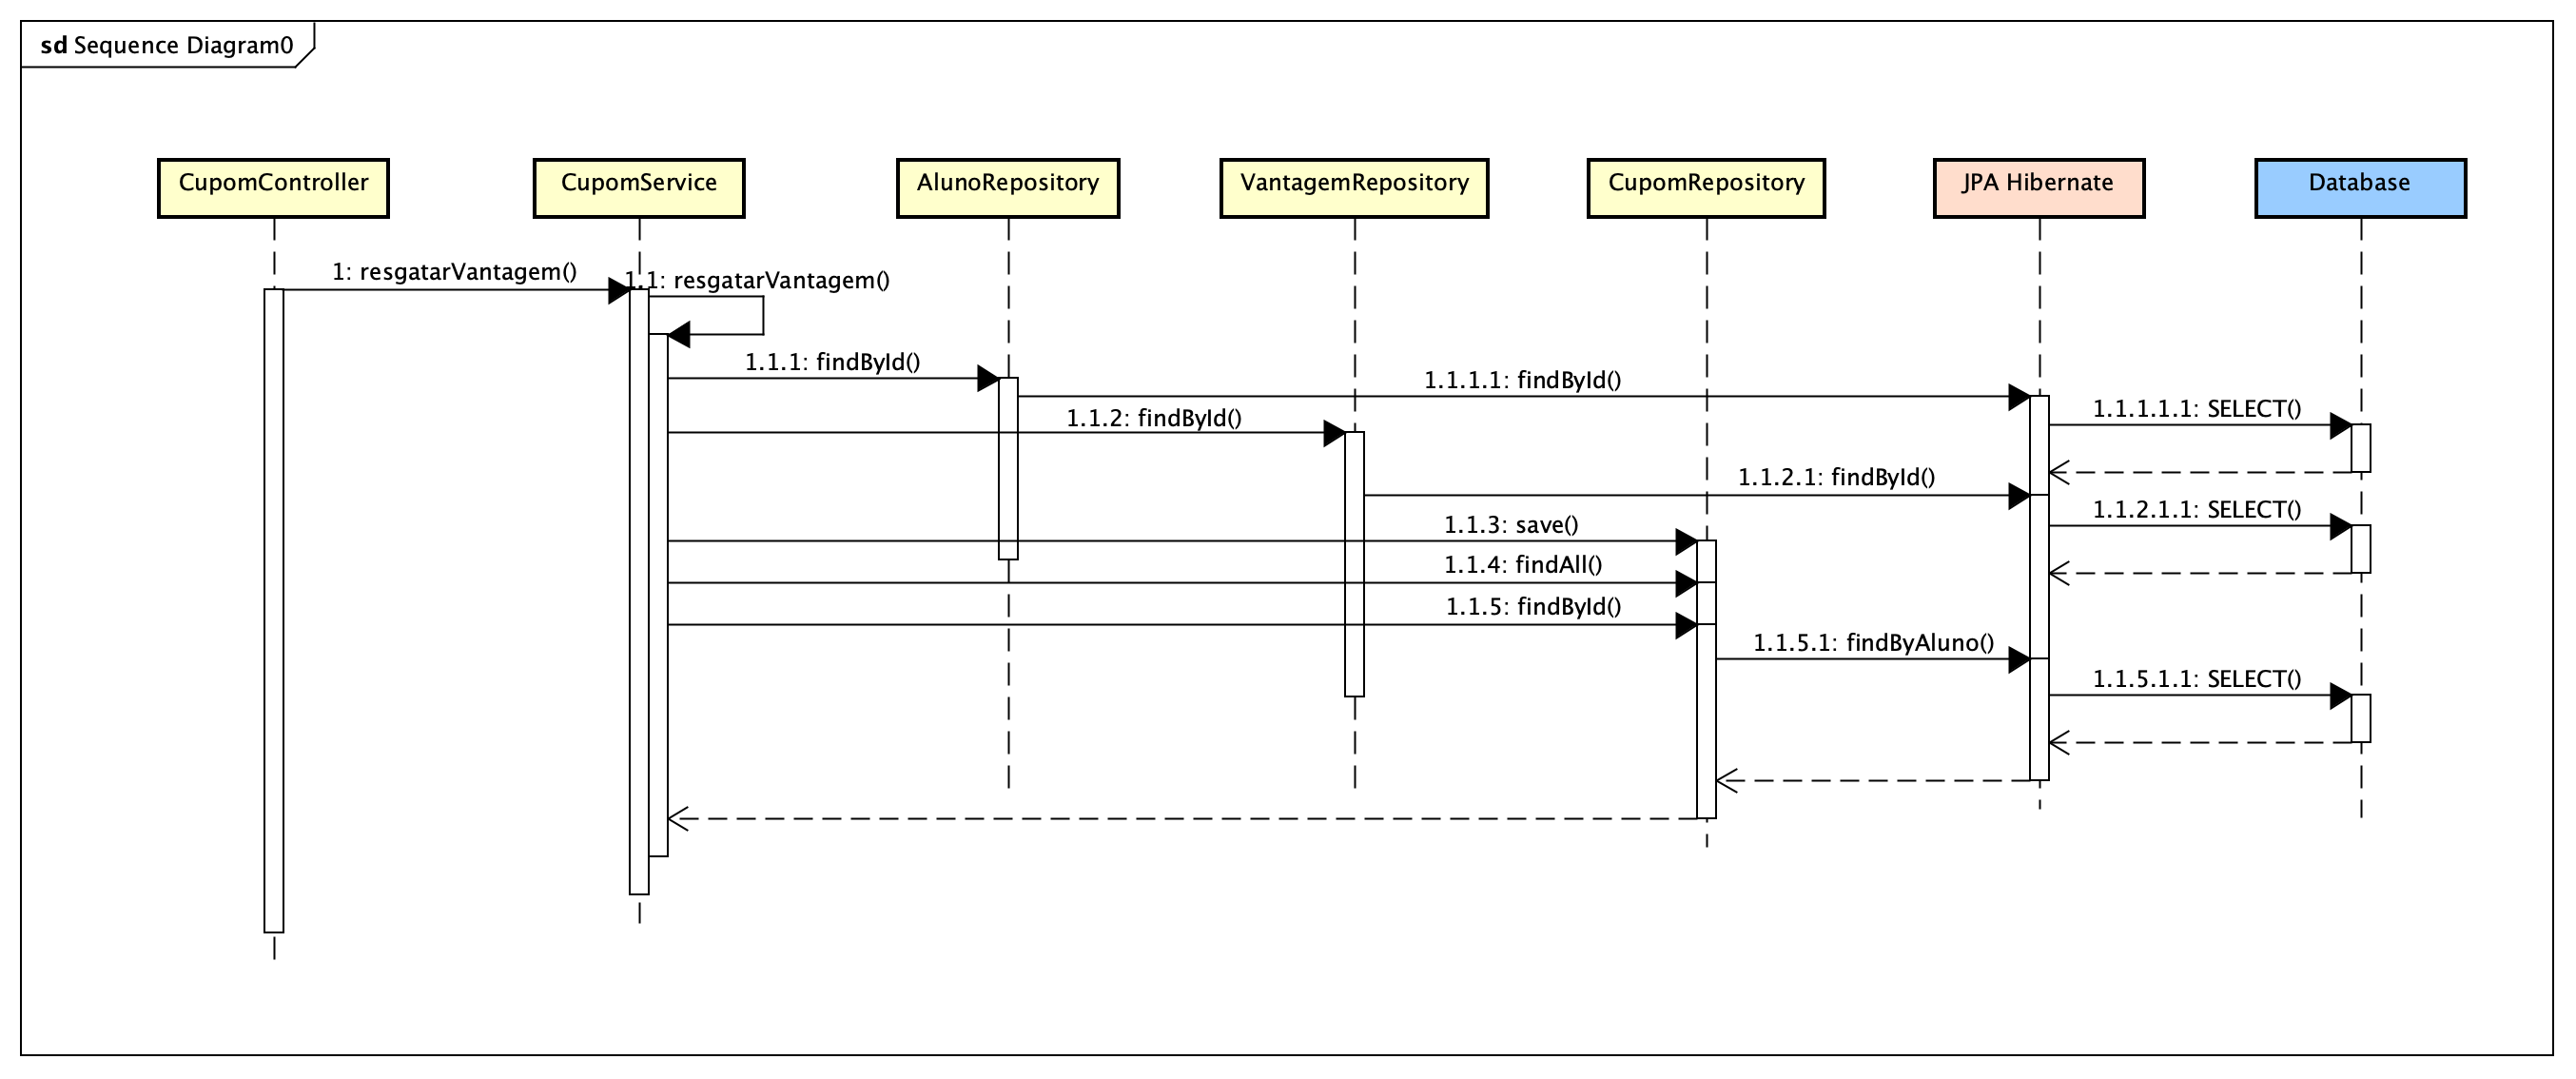 sd Sequence Diagram0
CupomController
CupomService
AlunoRepository
VantagemRepository
CupomRepository
JPA Hibernate
Database
1: resgatarVantagem()
1.1: resgatarVantagem()
1.1.1: findById()
1.1.1.1: findById()
1.1.1.1.1: SELECT()
1.1.2: findById()
1.1.2.1: findById()
1.1.2.1.1: SELECT()
1.1.3: save()
1.1.4: findAll()
1.1.5: findById()
1.1.5.1: findByAluno()
1.1.5.1.1: SELECT()